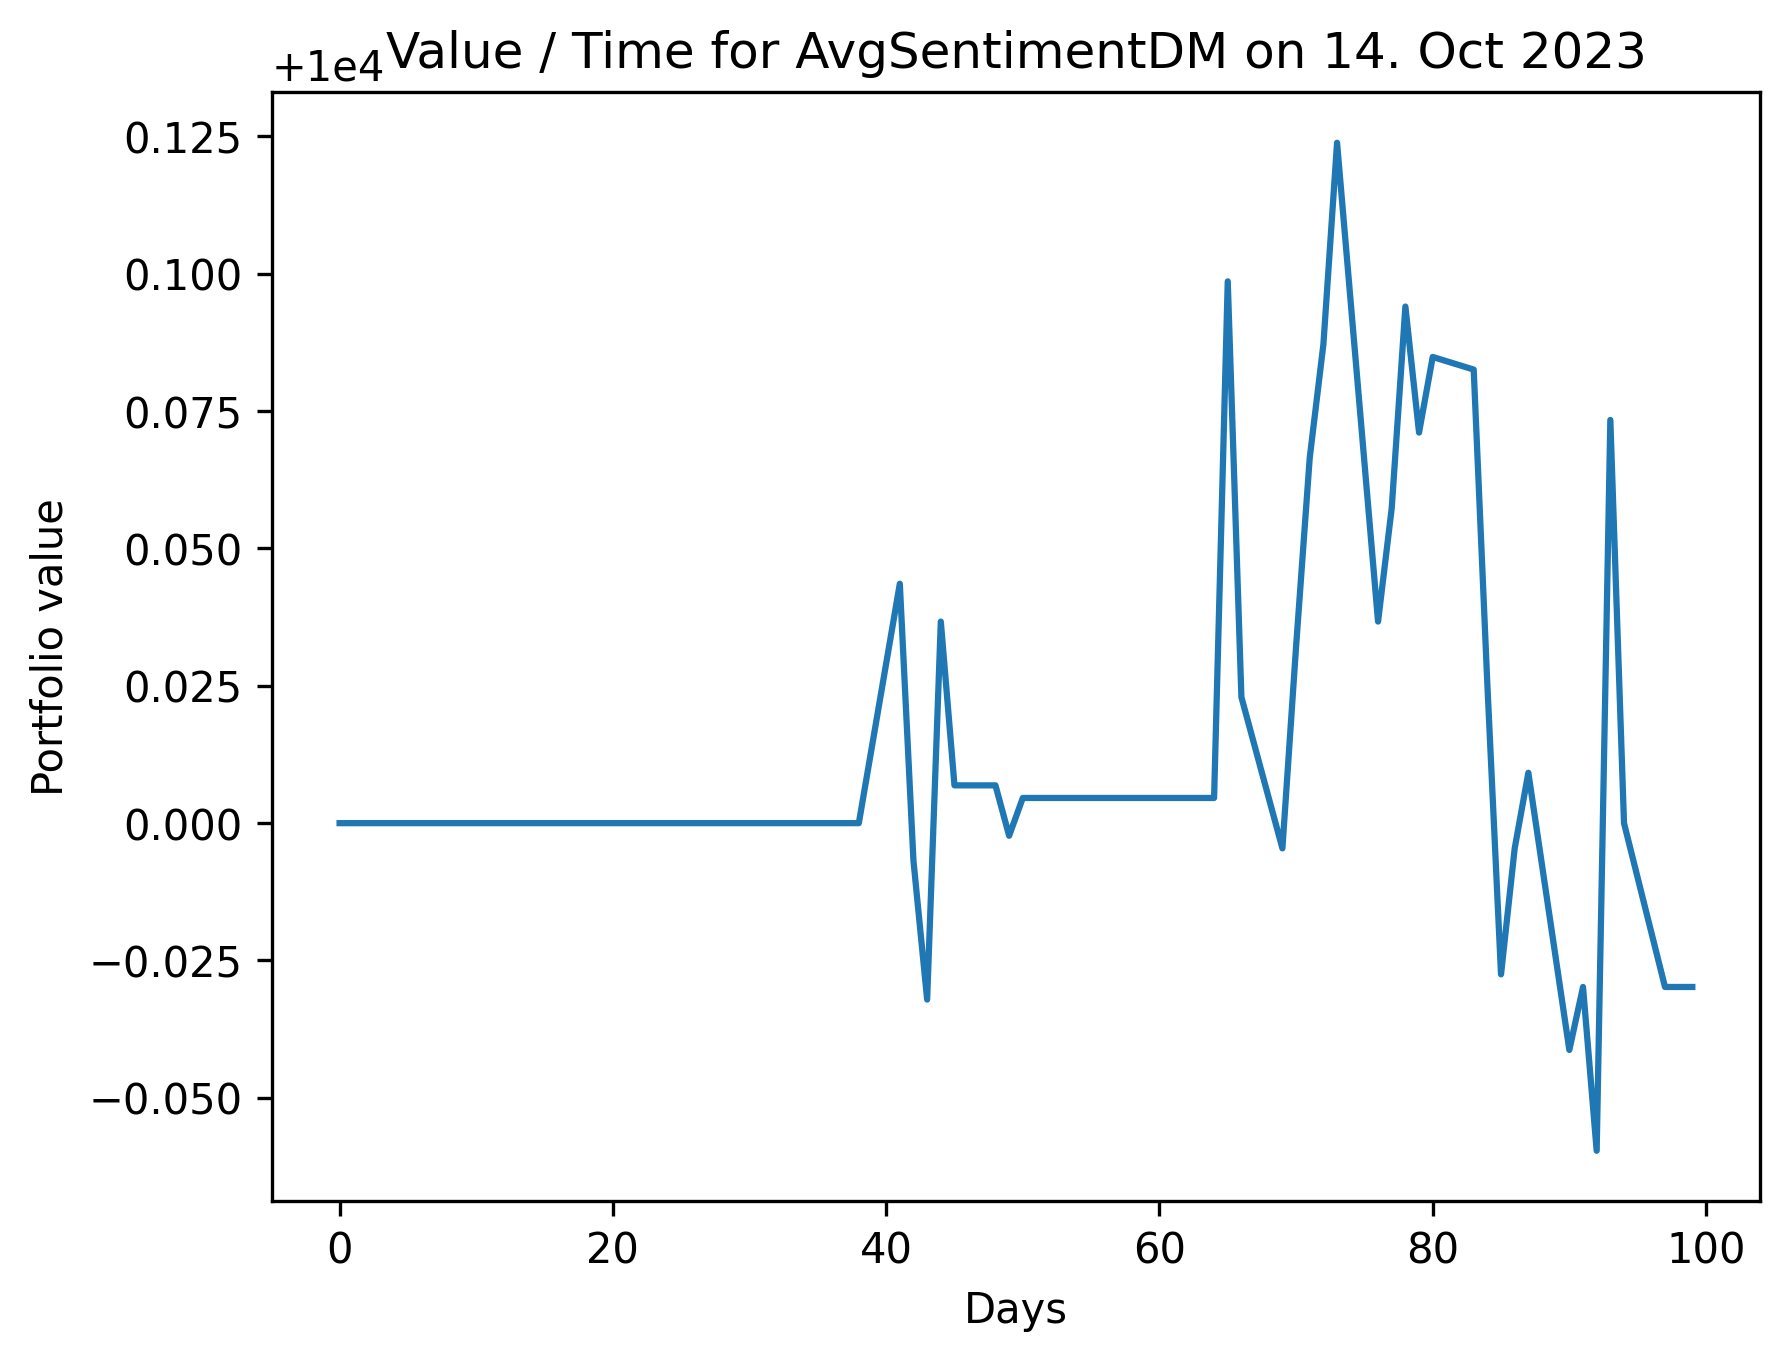 Value / Time for AvgSentimentDM on 14. Oct 2023
+1e4
0.125
0.100
0.075
0.050
0.025
0.000
−0.025
−0.050
Portfolio value
0 20 40 60 80 100
Days